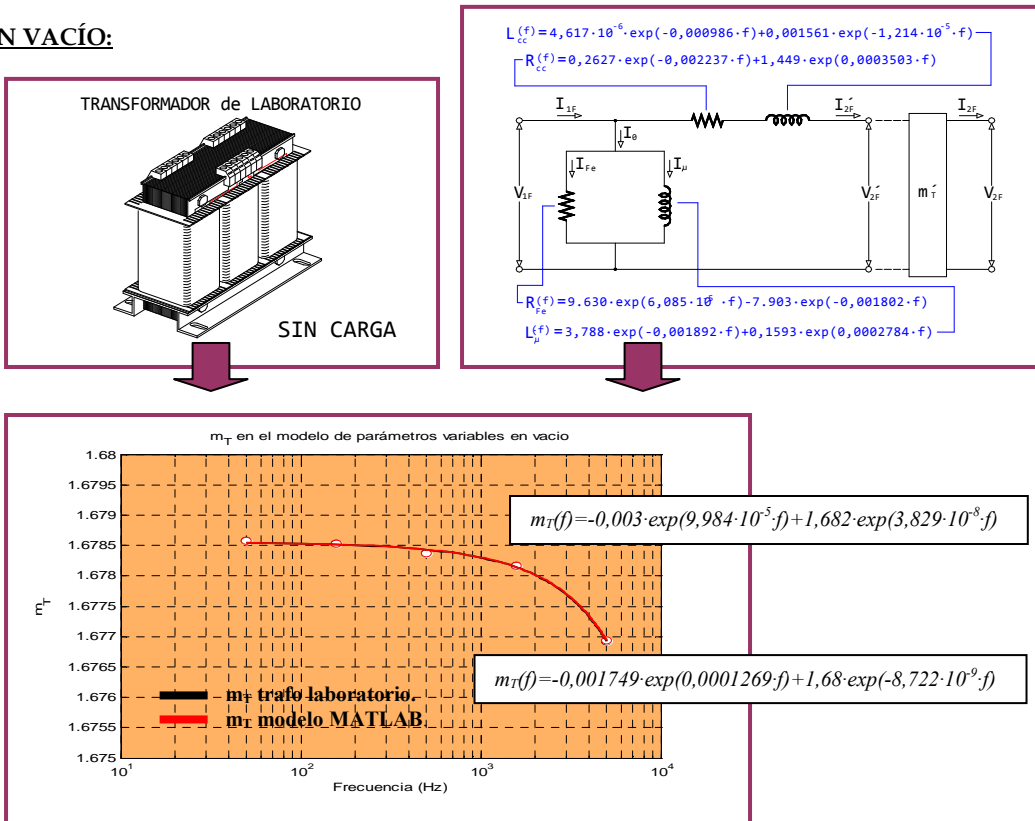 N VACÍO:
TRANSFORMADOR de LABORATORIO
SIN CARGA
L_cc^(f)=4,617·10^-6·exp(-0,000986·f)+0,001561·exp(-1,214·10^-5·f)
R_cc^(f)=0,2627·exp(-0,002237·f)+1,449·exp(0,0003503·f)
I_1F
I´_2F
I_2F
I_0
I_Fe
I_µ
V_1F
V´_2F
m´_T
V_2F
R_Fe^(f)=9.630·exp(6,085·10 ·f)-7.903·exp(-0,001802·f)
L_µ^(f)=3,788·exp(-0,001892·f)+0,1593·exp(0,0002784·f)
m_T en el modelo de parámetros variables en vacio
1.68
1.6795
1.679
1.6785
1.678
1.6775
1.677
1.6765
1.676
1.6755
1.675
m_T
10^1
10^2
10^3
10^4
Frecuencia (Hz)
m_T(f)=-0,003·exp(9,984·10^-5·f)+1,682·exp(3,829·10^-8·f)
m_T(f)=-0,001749·exp(0,0001269·f)+1,68·exp(-8,722·10^-9·f)
m_T trafo laboratorio.
m_T modelo MATLAB.